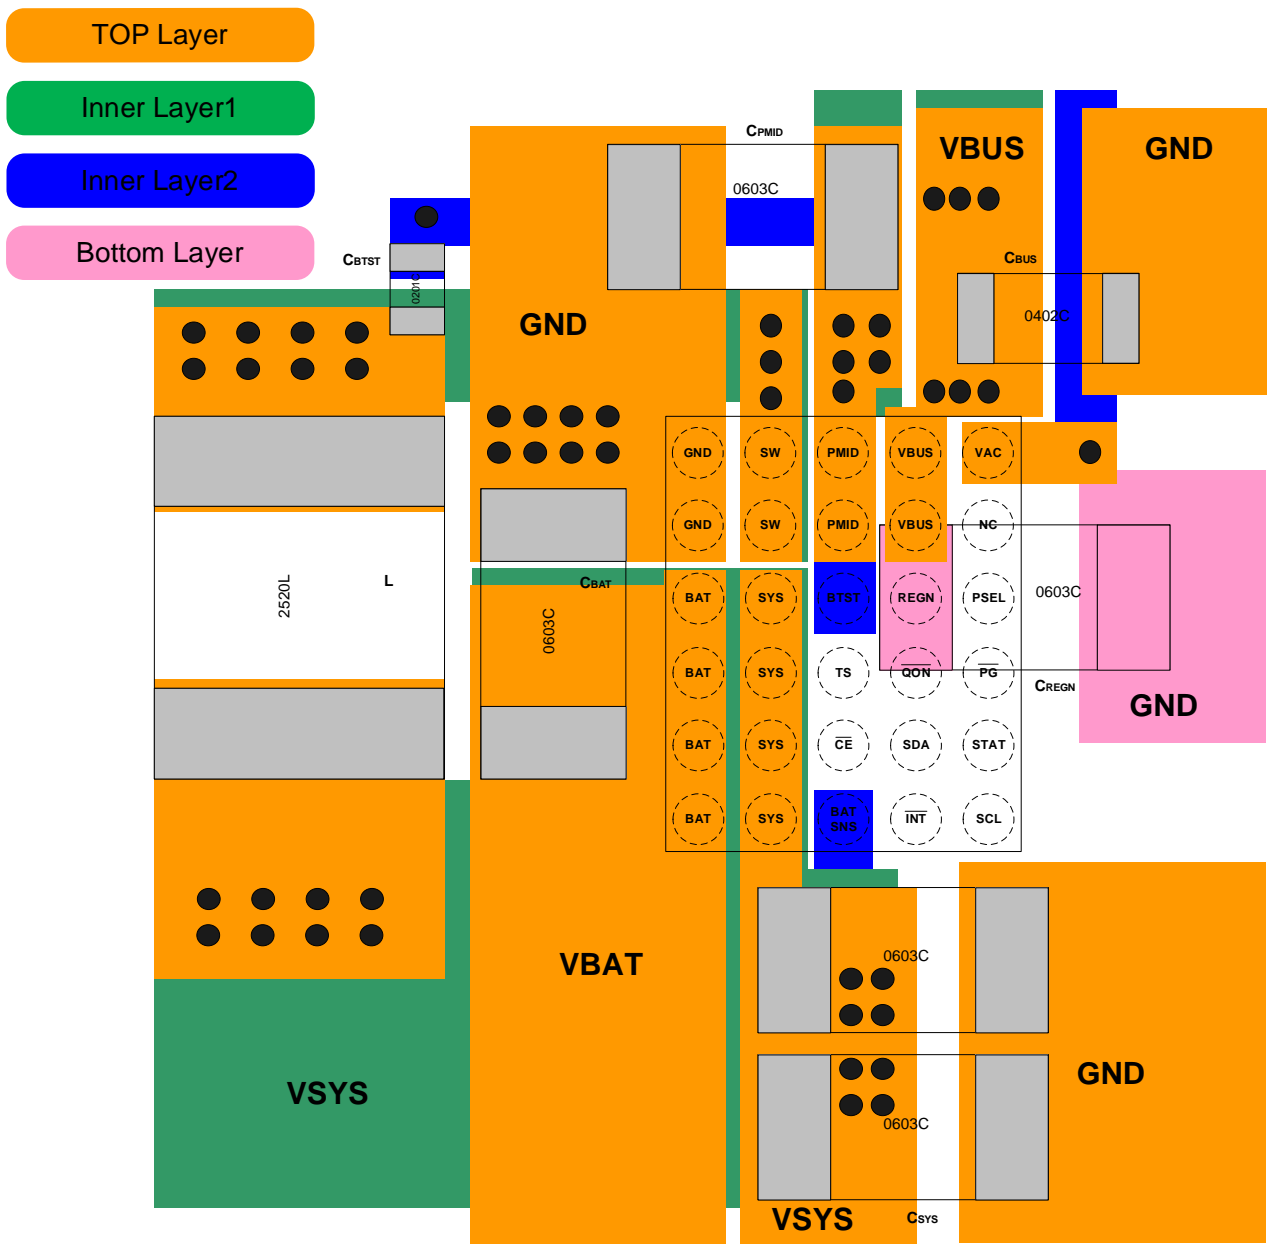 TOP Layer
Inner Layer1
Inner Layer2
Bottom Layer
CPMID
0603C
VBUS
GND
CBTST
0201C
CBUS
0402C
GND
GND SW PMID VBUS VAC
GND SW PMID VBUS NC
2520L
L
CBAT
0603C
BAT SYS BTST REGN PSEL
0603C
BAT SYS TS QON PG
CREGN
GND
BAT SYS CE SDA STAT
BAT SYS BAT INT SCL
SNS
VBAT
0603C
VSYS
GND
0603C
VSYS
CSYS